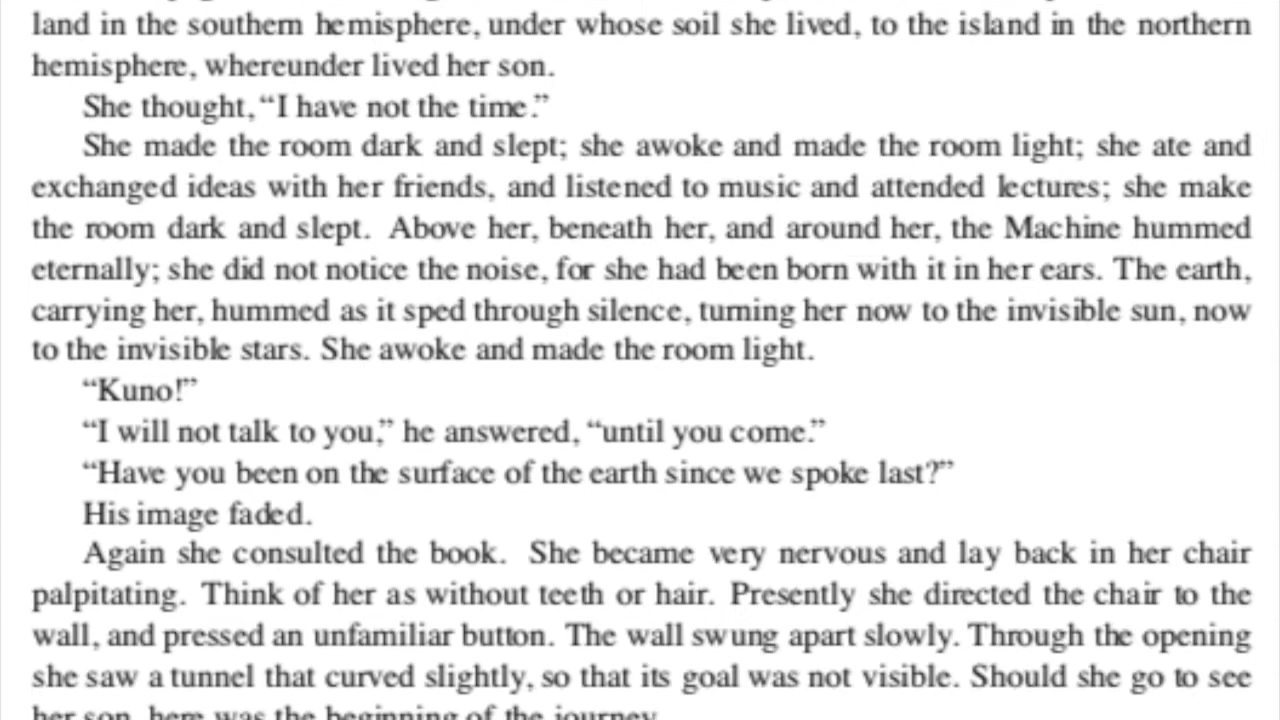 land in the southern hemisphere, under whose soil she lived, to the island in the northern
hemisphere, whereunder lived her son.
She thought, “I have not the time.”
She made the room dark and slept; she awoke and made the room light; she ate and
exchanged ideas with her friends, and listened to music and attended lectures; she make
the room dark and slept. Above her, beneath her, and around her, the Machine hummed
eternally; she did not notice the noise, for she had been born with it in her ears. The earth,
carrying her, hummed as it sped through silence, turning her now to the invisible sun, now
to the invisible stars. She awoke and made the room light.
“Kuno!”
“I will not talk to you,” he answered, “until you come.”
“Have you been on the surface of the earth since we spoke last?”
His image faded.
Again she consulted the book. She became very nervous and lay back in her chair
palpitating. Think of her as without teeth or hair. Presently she directed the chair to the
wall, and pressed an unfamiliar button. The wall swung apart slowly. Through the opening
she saw a tunnel that curved slightly, so that its goal was not visible. Should she go to see
her son, here was the beginning of the journey.